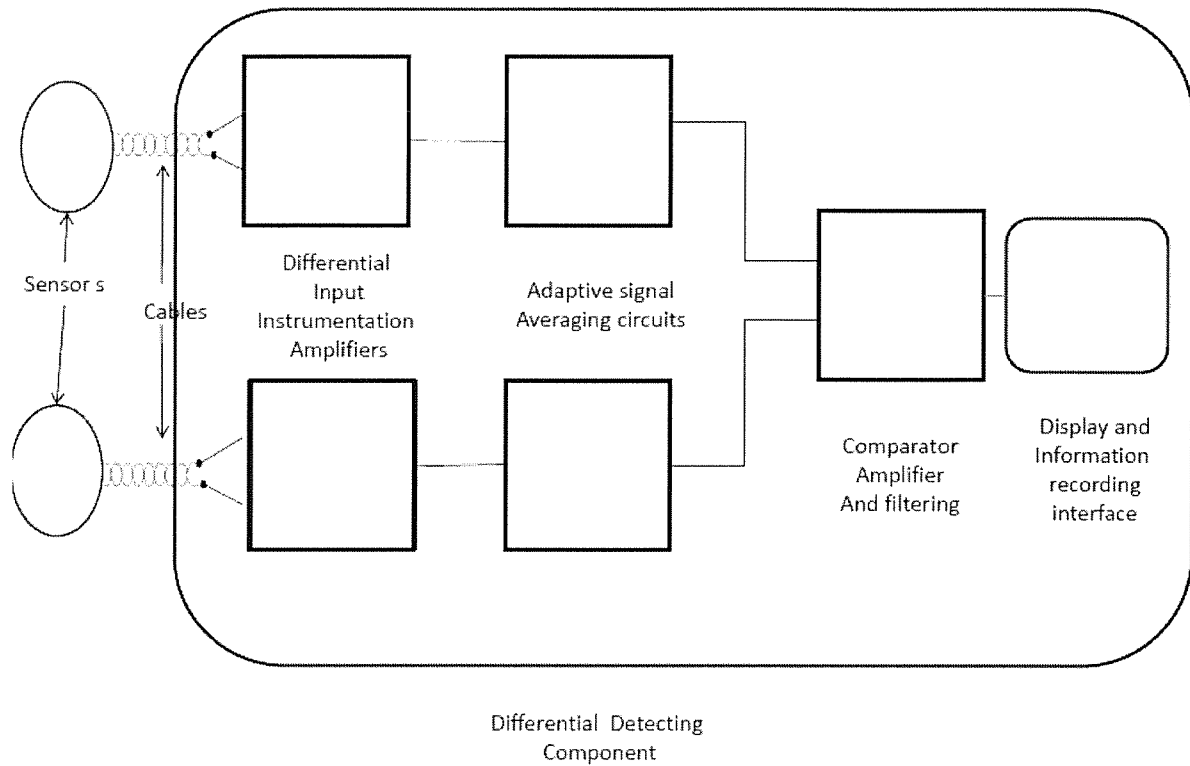 Sensor s
Cables
Differential
Input
Instrumentation
Amplifiers
Adaptive signal
Averaging circuits
Comparator
Amplifier
And filtering
Display and
Information
recording
interface
Differential Detecting
Component